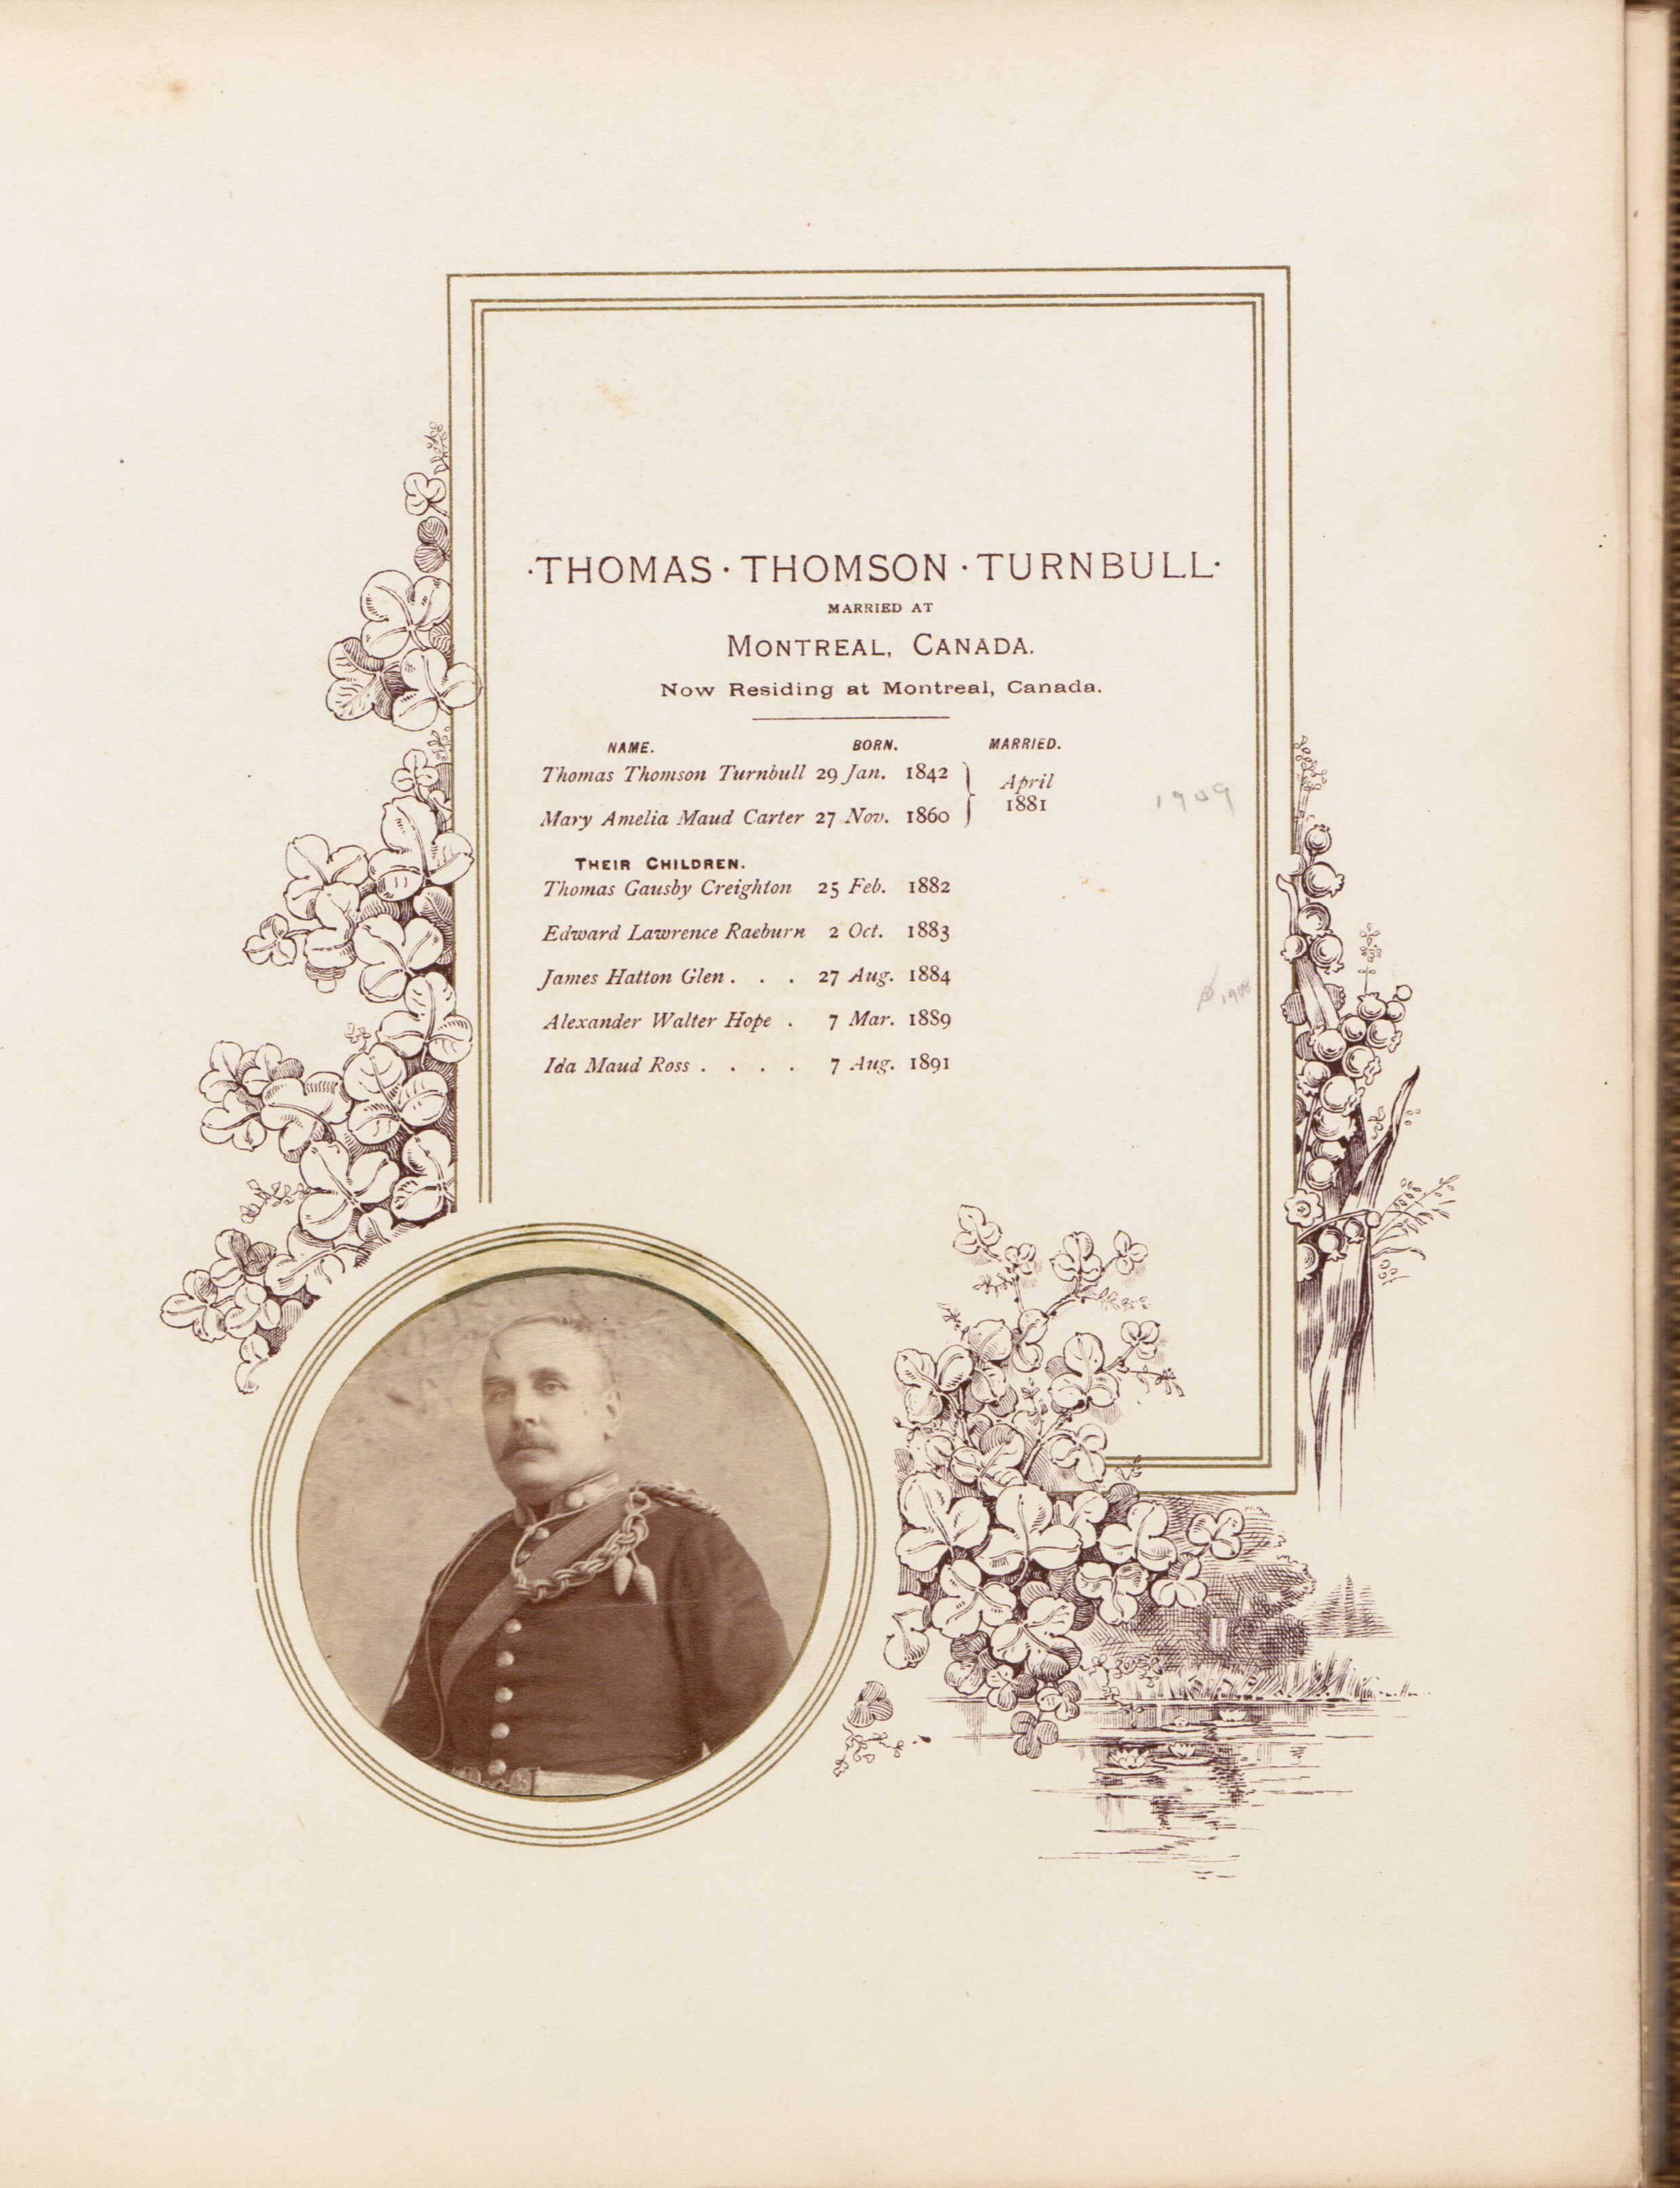 ·THOMAS·THOMSON·TURNBULL·
MARRIED AT
MONTREAL, CANADA.
Now Residing at Montreal, Canada.
NAME. BORN. MARRIED.
Thomas Thomson Turnbull 29 Jan. 1842 } April
1881 1909
Mary Amelia Maud Carter 27 Nov. 1860
THEIR CHILDREN.
Thomas Gausby Creighton 25 Feb. 1882
Edward Lawrence Raeburn 2 Oct. 1883
James Hatton Glen . . . 27 Aug. 1884 1908
Alexander Walter Hope . 7 Mar. 1889
Ida Maud Ross . . . . 7 Aug. 1891